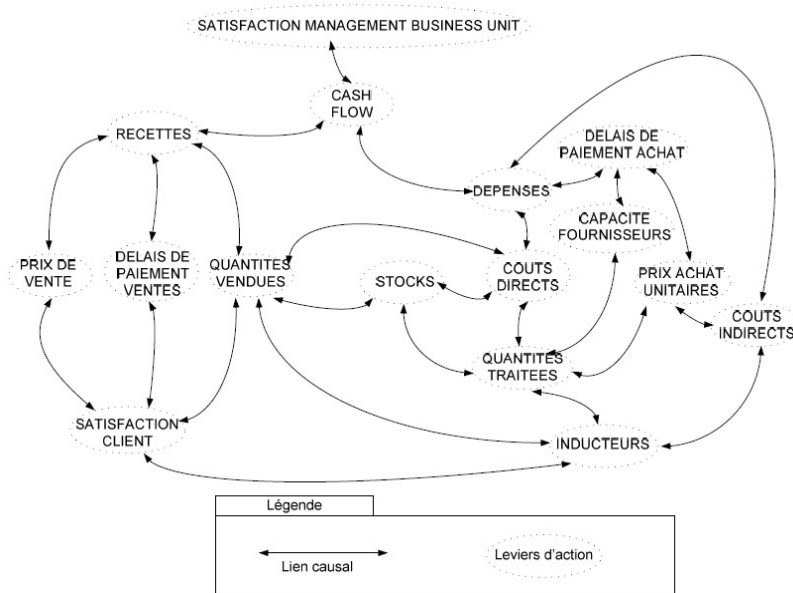 SATISFACTION MANAGEMENT BUSINESS UNIT
CASH
FLOW
RECETTES
DELAIS DE
PAIEMENT ACHAT
DEPENSES
CAPACITE
FOURNISSEURS
PRIX DE
VENTE
DELAIS DE
PAIEMENT
VENTES
QUANTITES
VENDUES
STOCKS
COUTS
DIRECTS
PRIX ACHAT
UNITAIRES
COUTS
INDIRECTS
QUANTITES
TRAITEES
SATISFACTION
CLIENT
INDUCTEURS
Légende
Lien causal
Leviers d'action